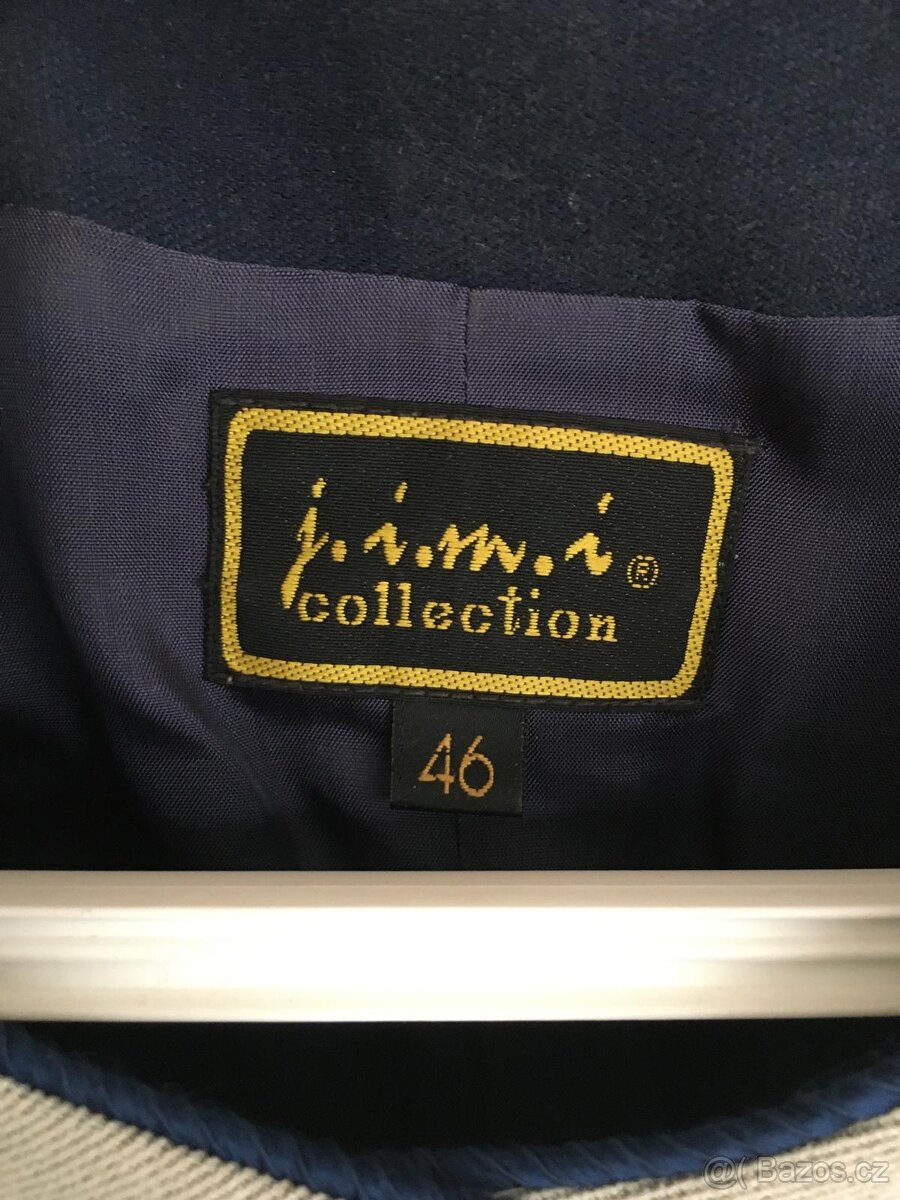 j.i.m.i ®
collection
46
@( Bazos.cz